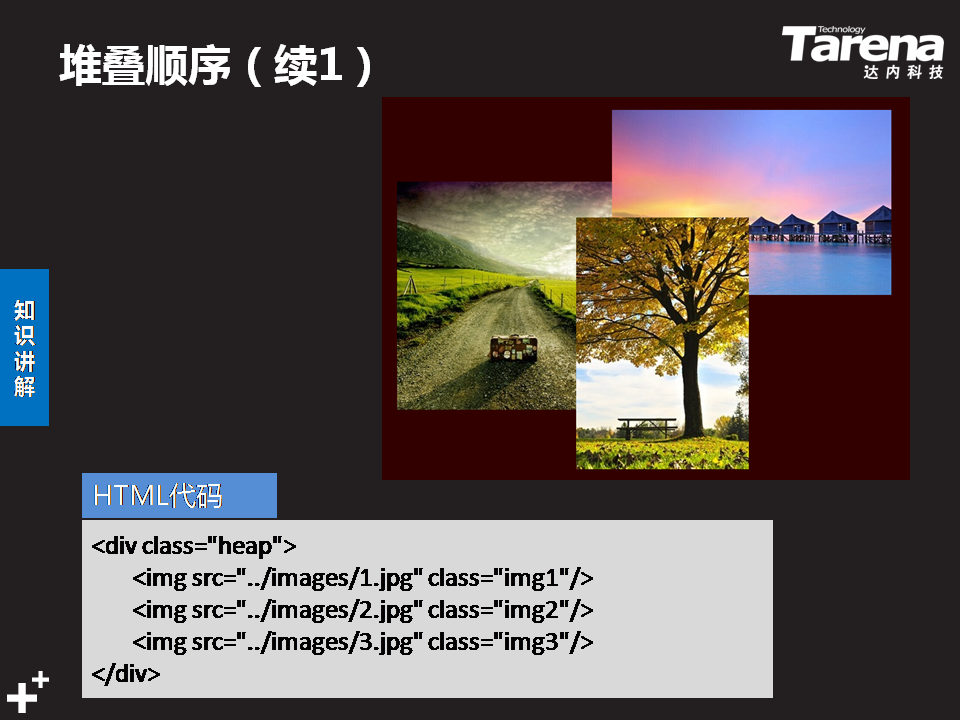 堆叠顺序（续1）
Technology
Tarena
达内科技
知识讲解
HTML代码
<div class="heap">
<img src="../images/1.jpg" class="img1"/>
<img src="../images/2.jpg" class="img2"/>
<img src="../images/3.jpg" class="img3"/>
</div>